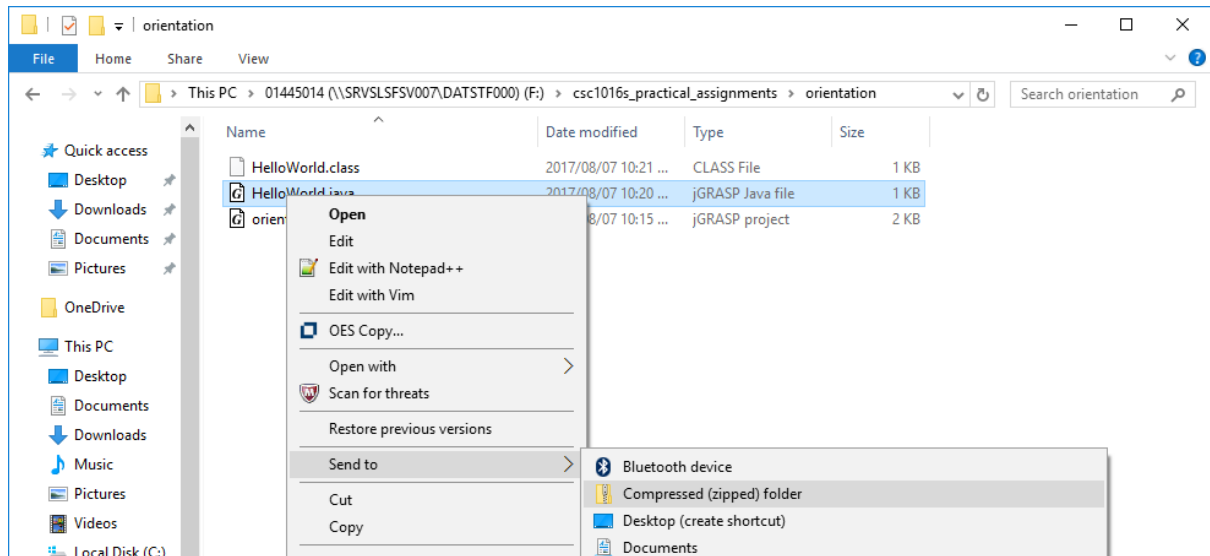 orientation
File Home Share View
This PC > 01445014 (\\SRVSLSFSV007\DATSTF000) (F:) > csc1016s_practical_assignments > orientation Search orientation
Name Date modified Type Size
Quick access
HelloWorld.class 2017/08/07 10:21 ... CLASS File 1 KB
Desktop
HelloWorld.java 2017/08/07 10:20 ... jGRASP Java file 1 KB
Downloads
8/07 10:15 ... jGRASP project 2 KB
Documents
Pictures
OneDrive
This PC
Desktop
Documents
Downloads
Music
Pictures
Videos
Local Disk (C:)
Open
Edit
Edit with Notepad++
Edit with Vim
OES Copy...
Open with
Scan for threats
Restore previous versions
Send to
Cut
Copy
Bluetooth device
Compressed (zipped) folder
Desktop (create shortcut)
Documents